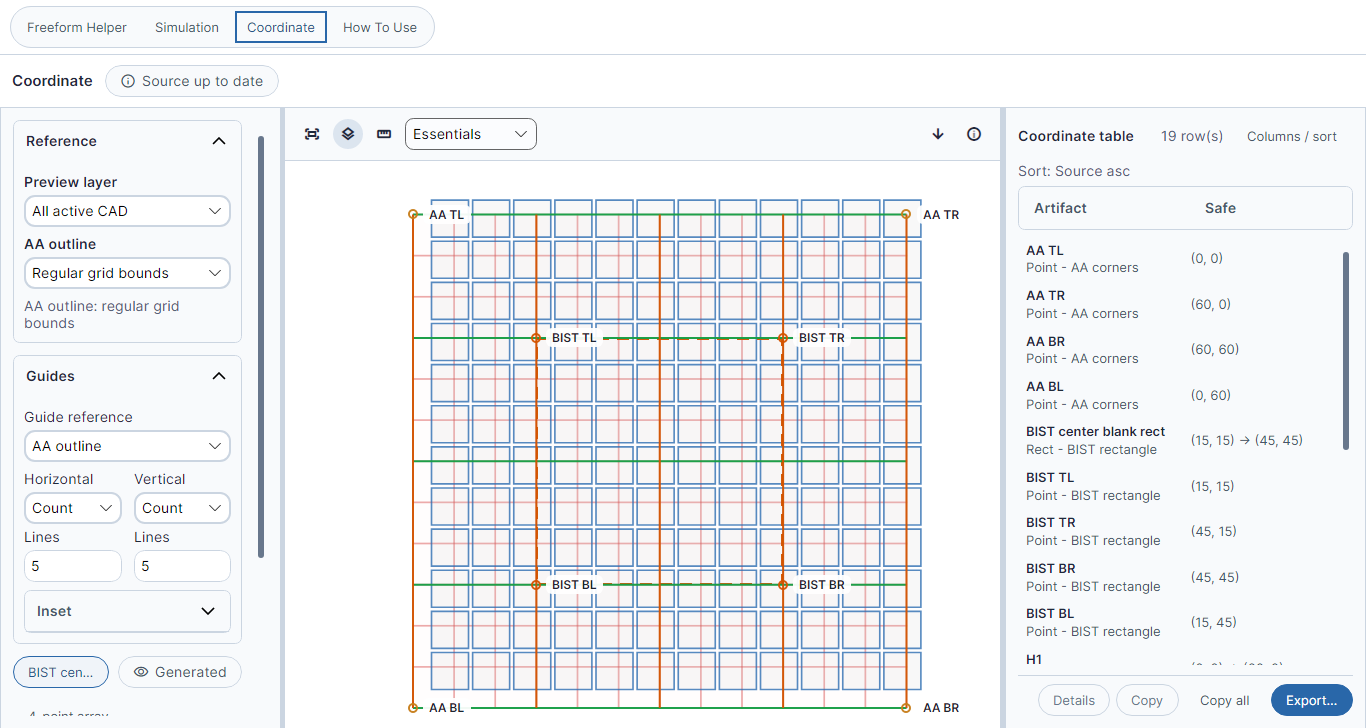 Freeform Helper
Simulation
Coordinate
How To Use
Coordinate
Source up to date
Reference
Preview layer
All active CAD
AA outline
Regular grid bounds
AA outline: regular grid
bounds
Guides
Guide reference
AA outline
Horizontal
Vertical
Count
Count
Lines
Lines
5
5
Inset
BIST cen...
Generated
Essentials
AA TL
AA TR
BIST TL
BIST TR
BIST BL
BIST BR
AA BL
AA BR
Coordinate table
19 row(s)
Columns / sort
Sort: Source asc
Artifact
Safe
AA TL
Point - AA corners
(0, 0)
AA TR
Point - AA corners
(60, 0)
AA BR
Point - AA corners
(60, 60)
AA BL
Point - AA corners
(0, 60)
BIST center blank rect
Rect - BIST rectangle
(15, 15) → (45, 45)
BIST TL
Point - BIST rectangle
(15, 15)
BIST TR
Point - BIST rectangle
(45, 15)
BIST BR
Point - BIST rectangle
(45, 45)
BIST BL
Point - BIST rectangle
(15, 45)
H1
Details
Copy
Copy all
Export...